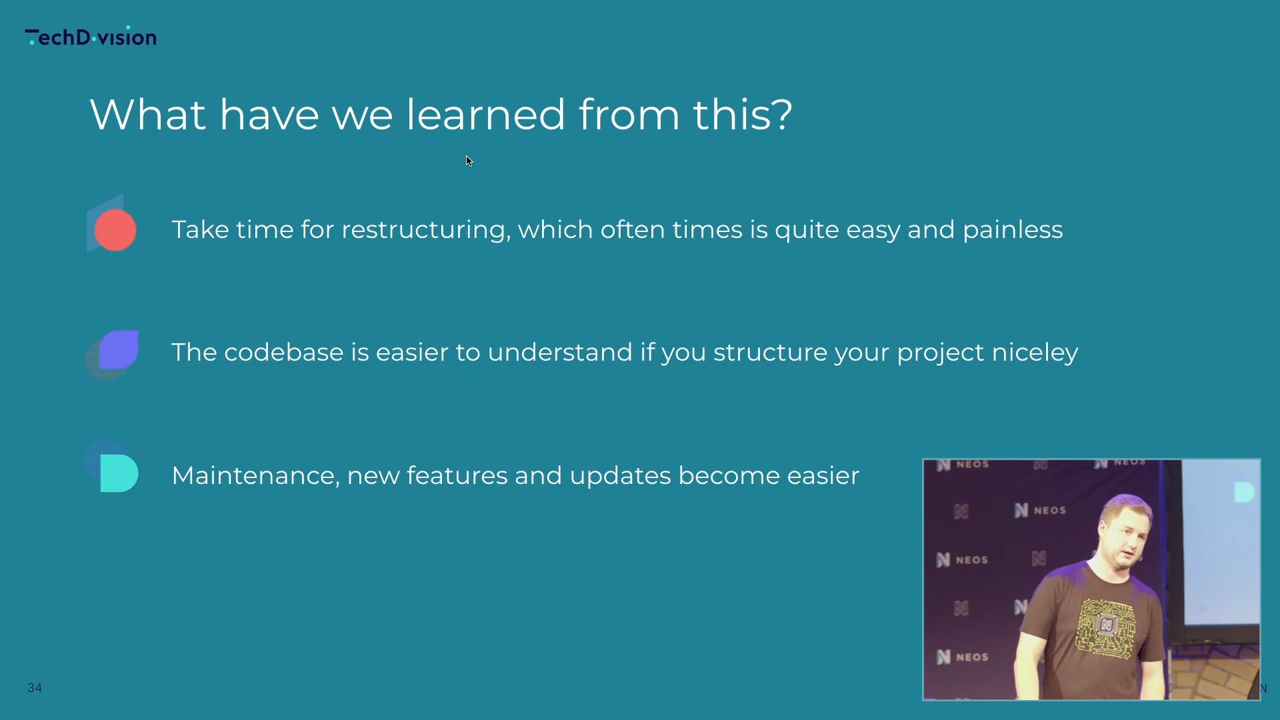 TechDivision
What have we learned from this?
Take time for restructuring, which often times is quite easy and painless
The codebase is easier to understand if you structure your project niceley
Maintenance, new features and updates become easier
NEOS
NEOS
NEOS
NEOS
NEOS
34
N